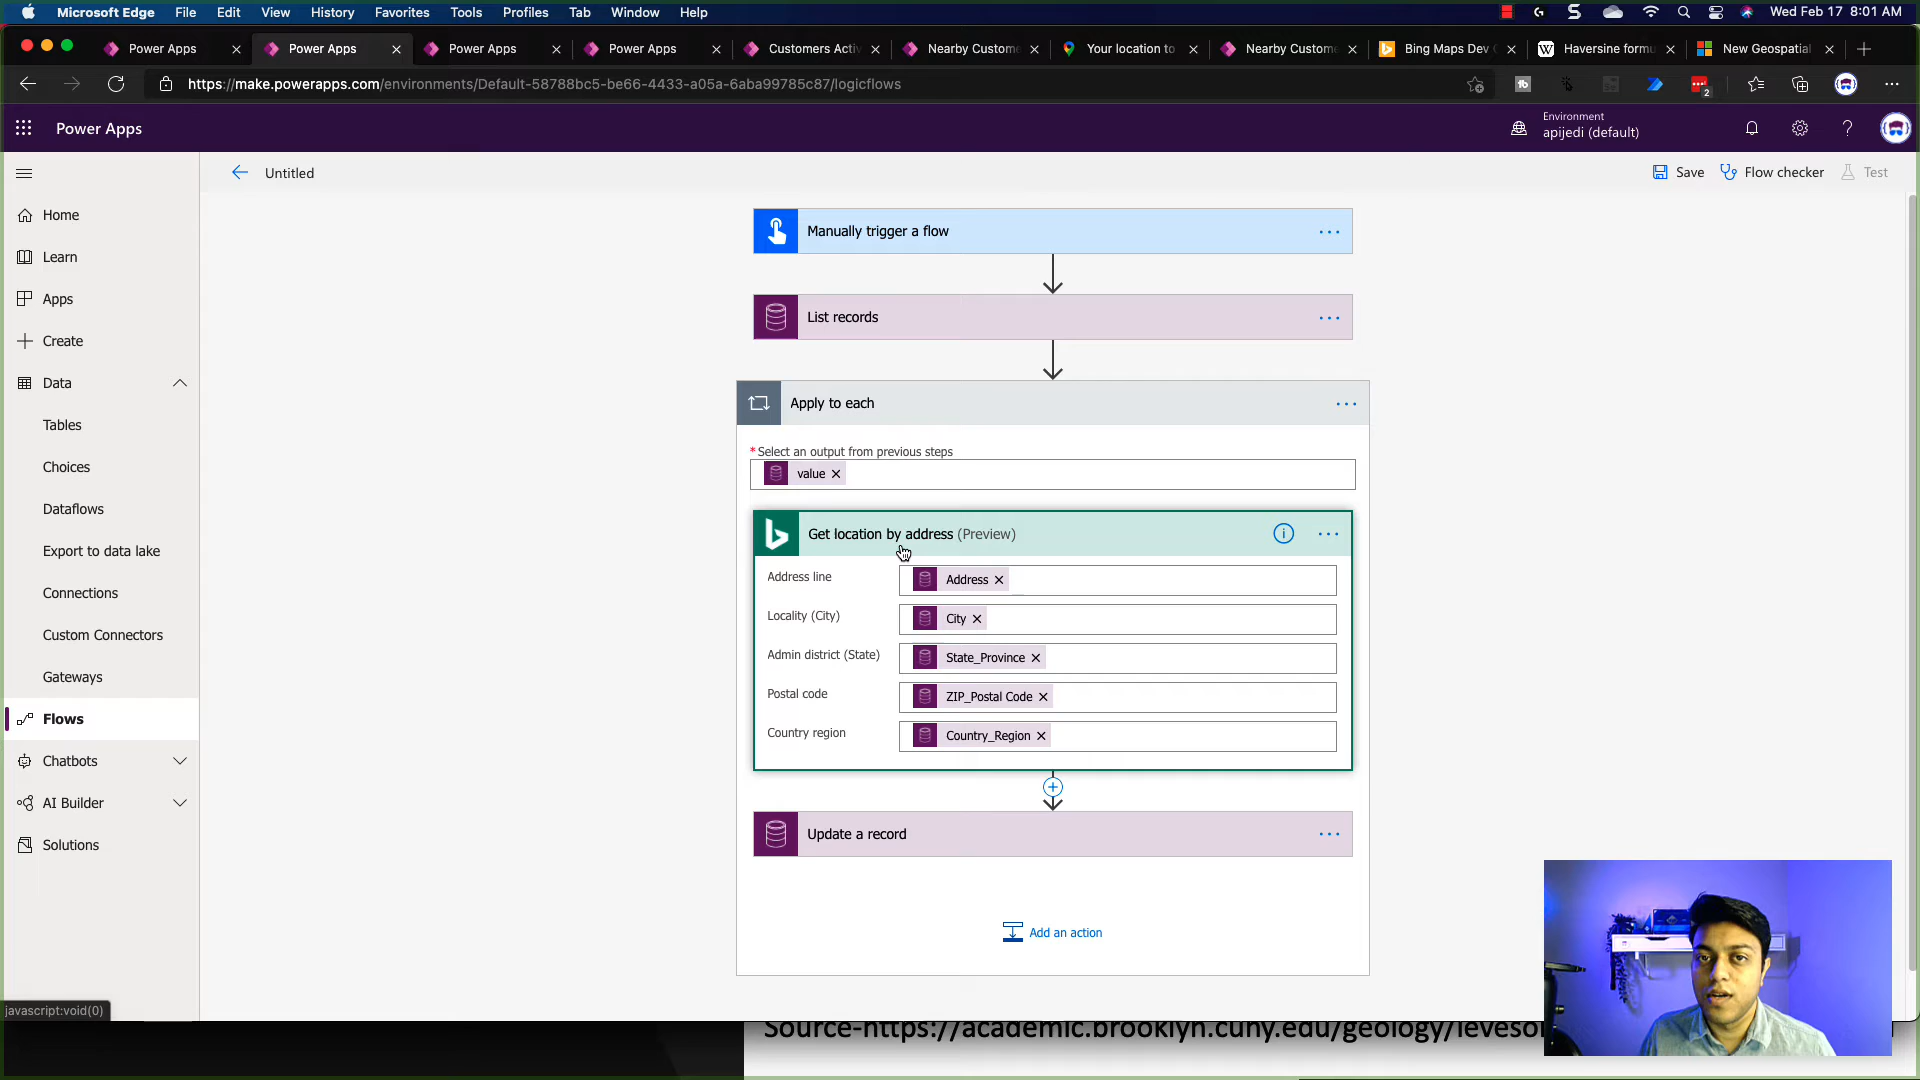 Microsoft Edge File Edit View History Favorites Tools Profiles Tab Window Help Wed Feb 17 8:01 AM
Power Apps Power Apps Power Apps Power Apps Customers Activ Nearby Custome Your location to Nearby Custome Bing Maps Dev Haversine formu New Geospatial
https://make.powerapps.com/environments/Default-58788bc5-be66-4433-a05a-6aba99785c87/logicflows
2
Power Apps
Environment
apijedi (default)
Untitled
Save Flow checker Test
Home
Learn
Apps
Create
Data
Tables
Choices
Dataflows
Export to data lake
Connections
Custom Connectors
Gateways
Flows
Chatbots
AI Builder
Solutions
Manually trigger a flow
List records
Apply to each
*Select an output from previous steps
value
Get location by address (Preview)
Address line Address
Locality (City) City
Admin district (State) State_Province
Postal code ZIP_Postal Code
Country region Country_Region
Update a record
Add an action
javascript:void(0)
Source-https://academic.brooklyn.cuny.edu/geology/leveso